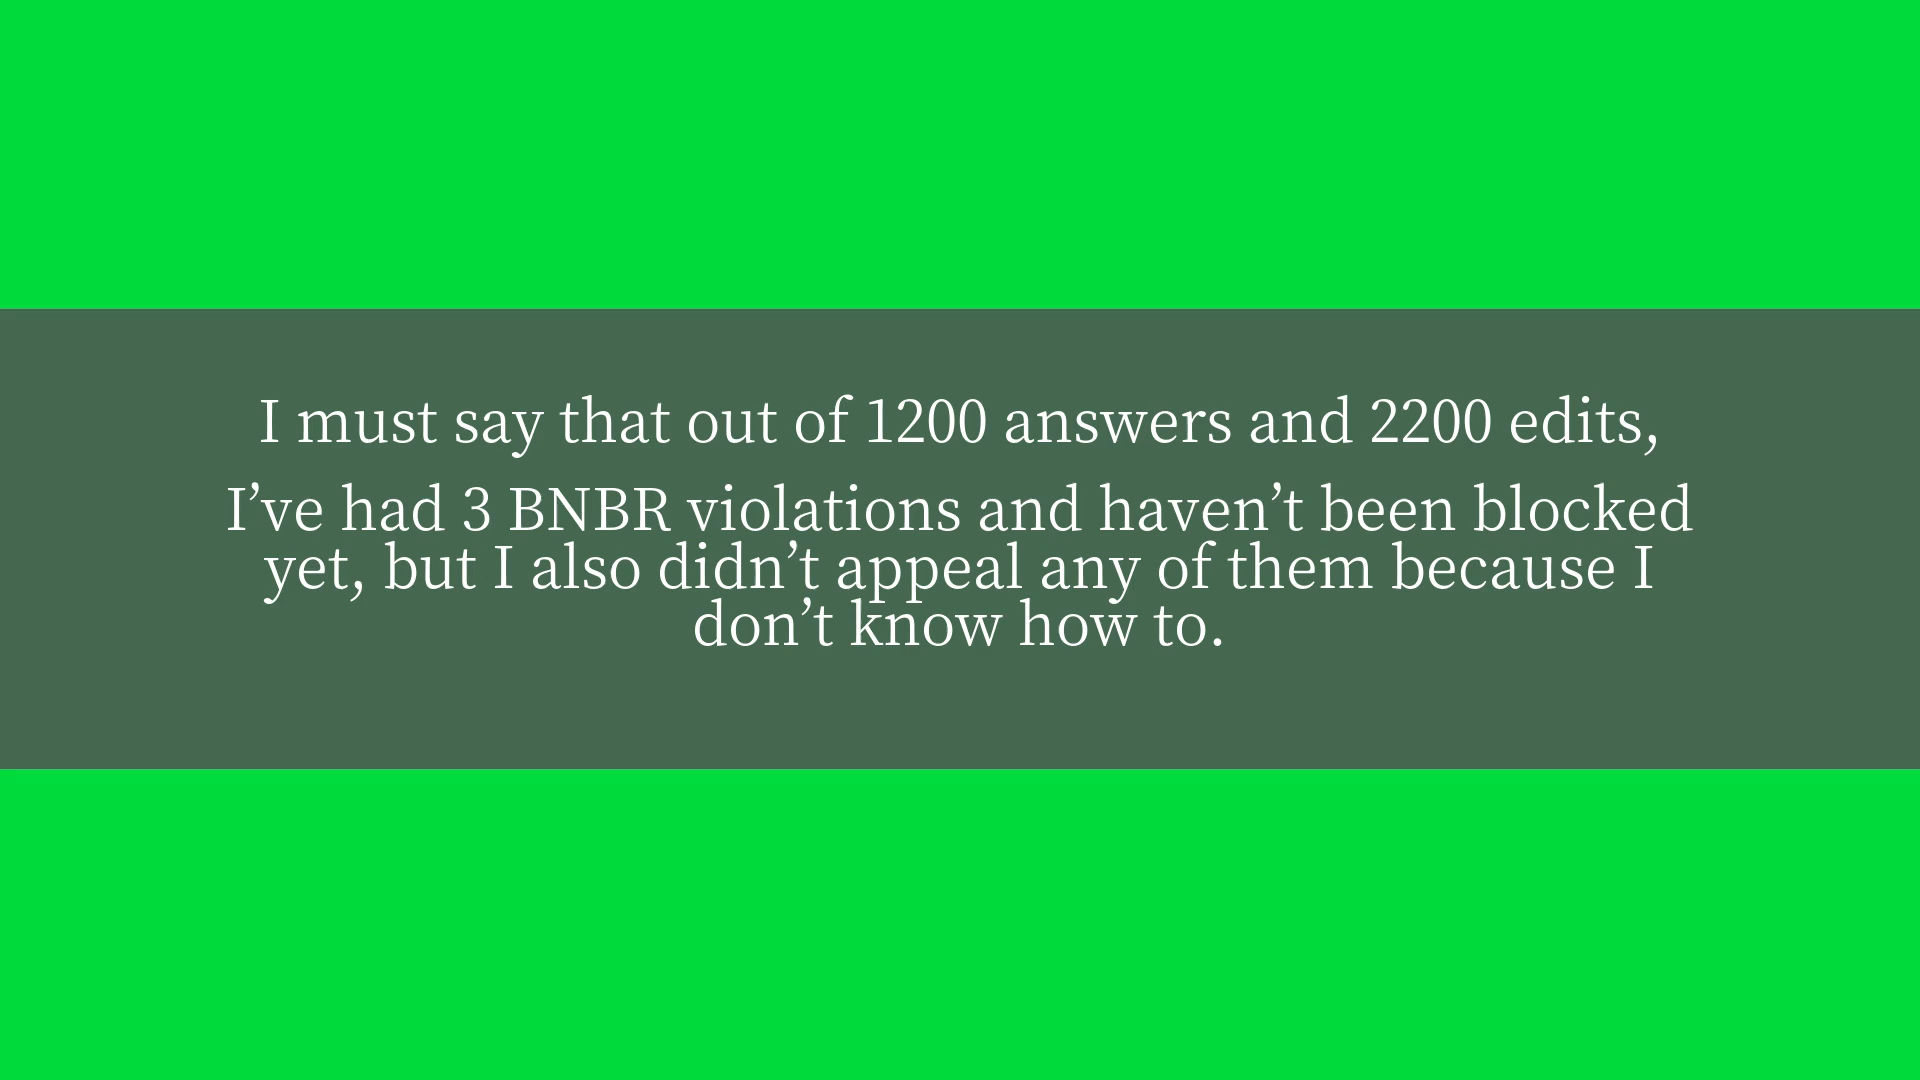 I must say that out of 1200 answers and 2200 edits,
I’ve had 3 BNBR violations and haven’t been blocked
yet, but I also didn’t appeal any of them because I
don’t know how to.